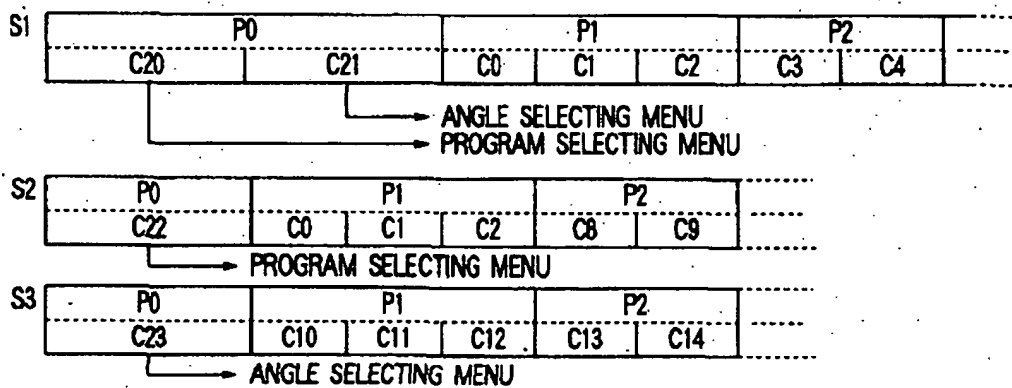 S1 P0 P1 P2
C20 C21 C0 C1 C2 C3 C4
ANGLE SELECTING MENU
PROGRAM SELECTING MENU
S2 P0 P1 P2
C22 C0 C1 C2 C8 C9
PROGRAM SELECTING MENU
S3 P0 P1 P2
C23 C10 C11 C12 C13 C14
ANGLE SELECTING MENU